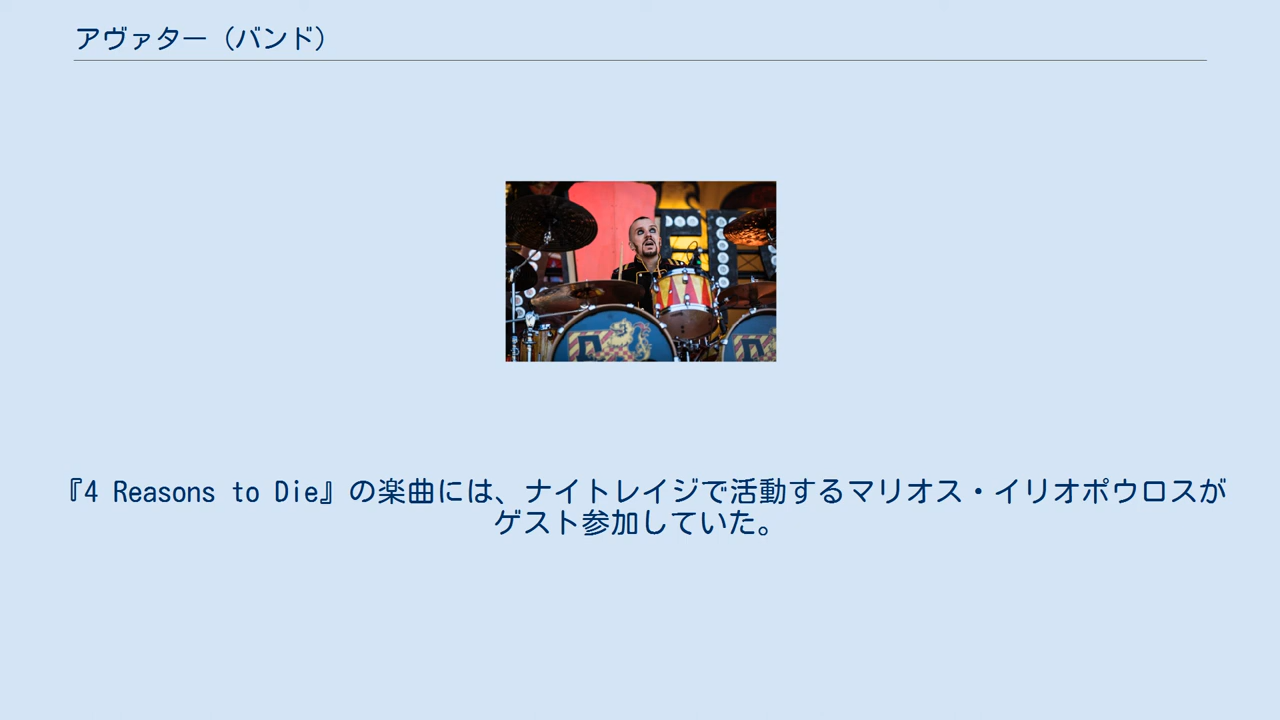 アヴァター（バンド）
『4 Reasons to Die』の楽曲には、ナイトレイジで活動するマリオス・イリオポウロスが
ゲスト参加していた。